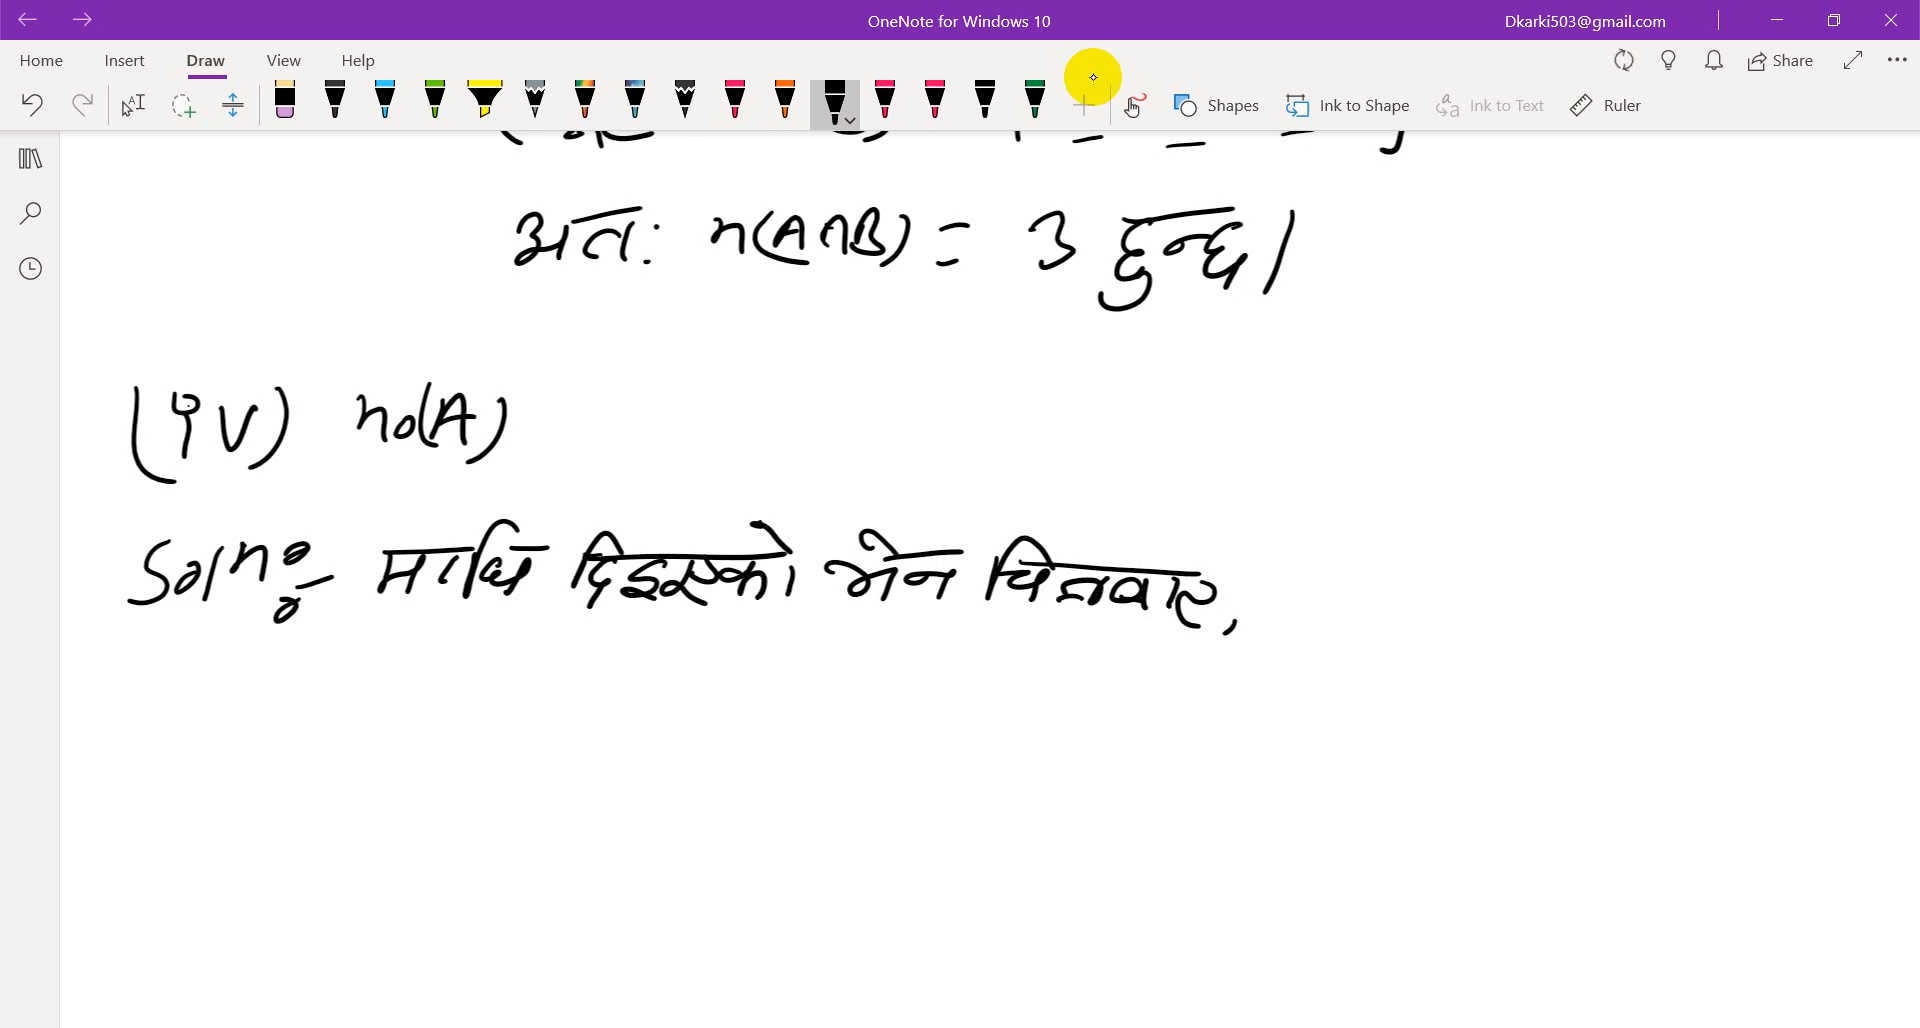 OneNote for Windows 10
Dkarki503@gmail.com
Home Insert Draw View Help
Share
Shapes Ink to Shape Ink to Text Ruler
अतः n(A∩B) = 3 हुन्छ।
(iv) no(A)
Solnः- माथि दिइएको भेन चित्रबाट,